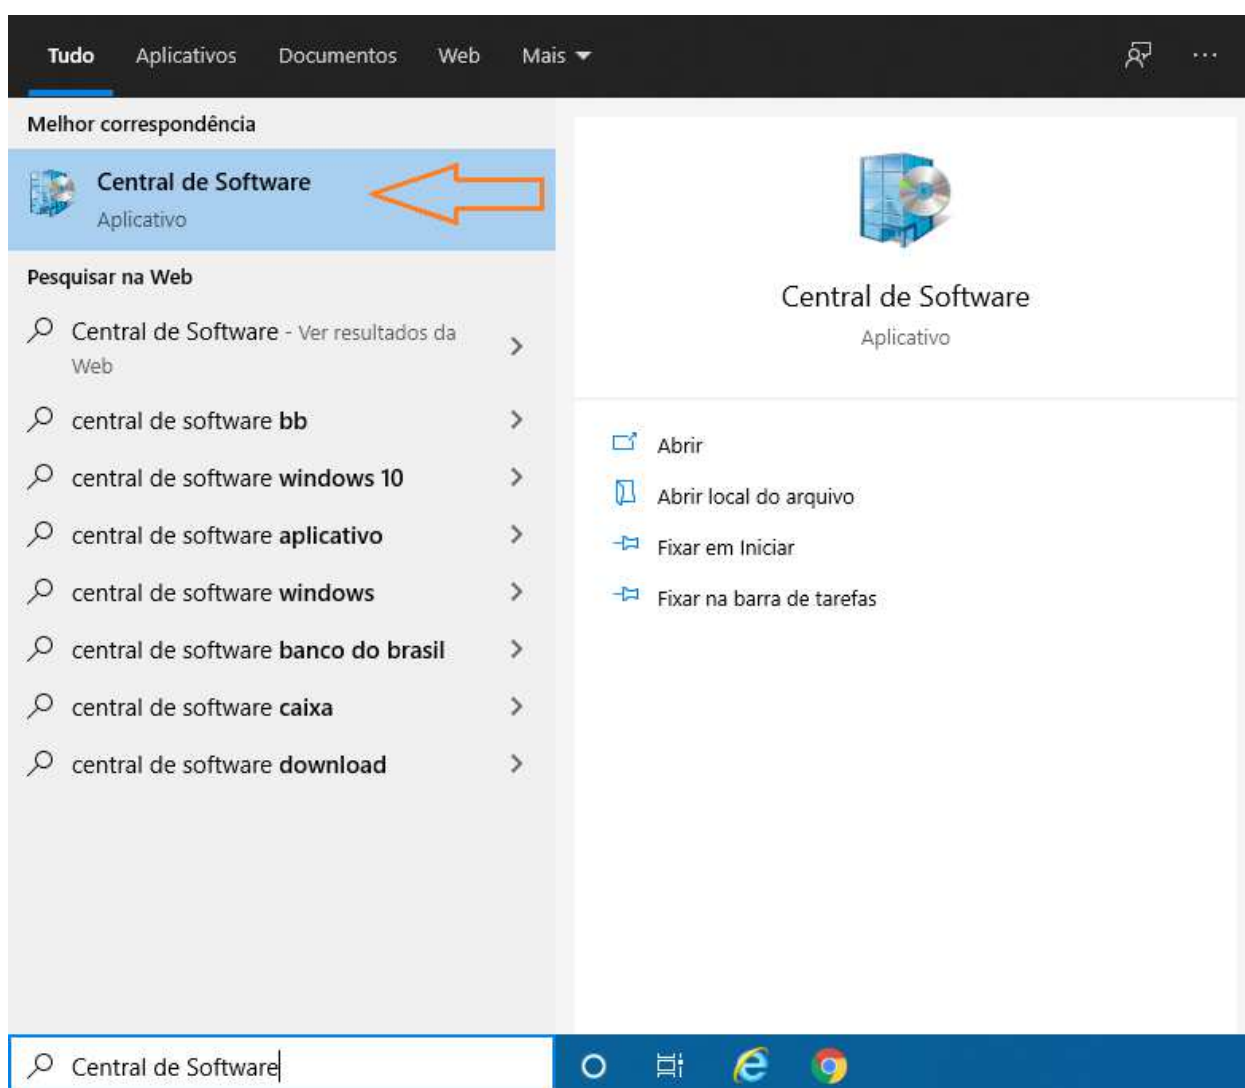 Tudo Aplicativos Documentos Web Mais
Melhor correspondência
Central de Software
Aplicativo
Pesquisar na Web
Central de Software - Ver resultados da
Web
central de software bb
central de software windows 10
central de software aplicativo
central de software windows
central de software banco do brasil
central de software caixa
central de software download
Central de Software
Aplicativo
Abrir
Abrir local do arquivo
Fixar em Iniciar
Fixar na barra de tarefas
Central de Software